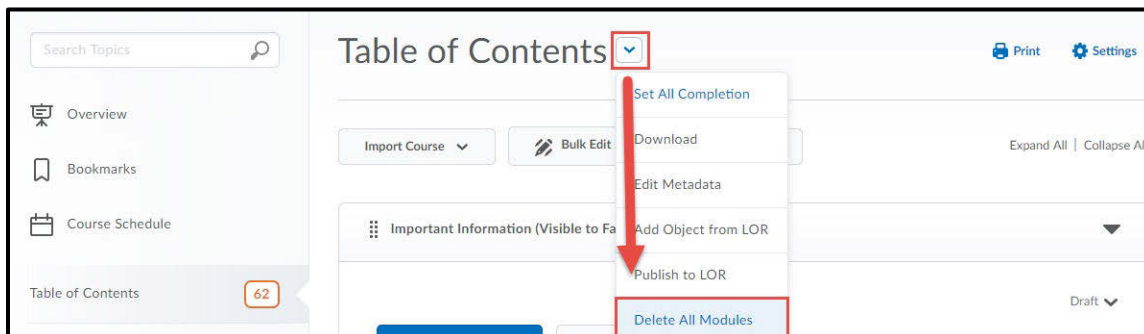 Search Topics
Overview
Bookmarks
Course Schedule
Table of Contents
62
Table of Contents
Print
Settings
Set All Completion
Download
Edit Metadata
Add Object from LOR
Publish to LOR
Delete All Modules
Import Course
Bulk Edit
Expand All | Collapse Al
Important Information (Visible to Fa
Draft